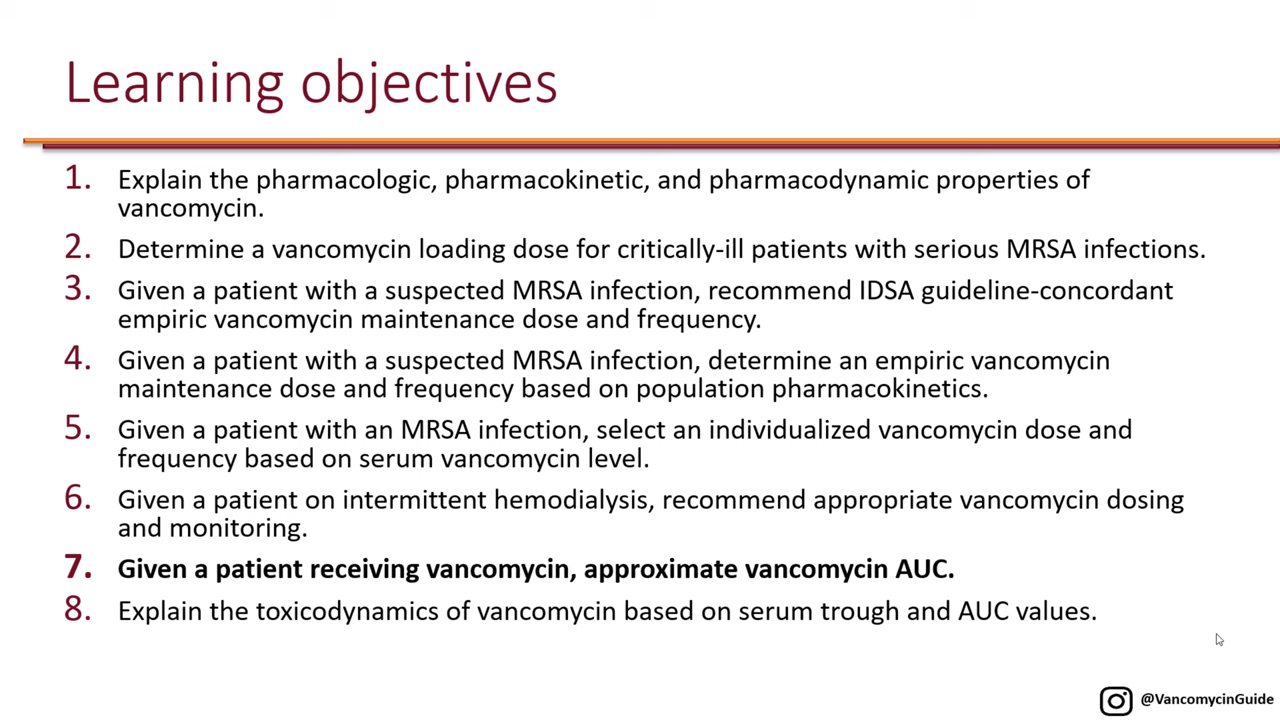 Learning objectives
1. Explain the pharmacologic, pharmacokinetic, and pharmacodynamic properties of
vancomycin.
2. Determine a vancomycin loading dose for critically-ill patients with serious MRSA infections.
3. Given a patient with a suspected MRSA infection, recommend IDSA guideline-concordant
empiric vancomycin maintenance dose and frequency.
4. Given a patient with a suspected MRSA infection, determine an empiric vancomycin
maintenance dose and frequency based on population pharmacokinetics.
5. Given a patient with an MRSA infection, select an individualized vancomycin dose and
frequency based on serum vancomycin level.
6. Given a patient on intermittent hemodialysis, recommend appropriate vancomycin dosing
and monitoring.
7. Given a patient receiving vancomycin, approximate vancomycin AUC.
8. Explain the toxicodynamics of vancomycin based on serum trough and AUC values.
@VancomycinGuide